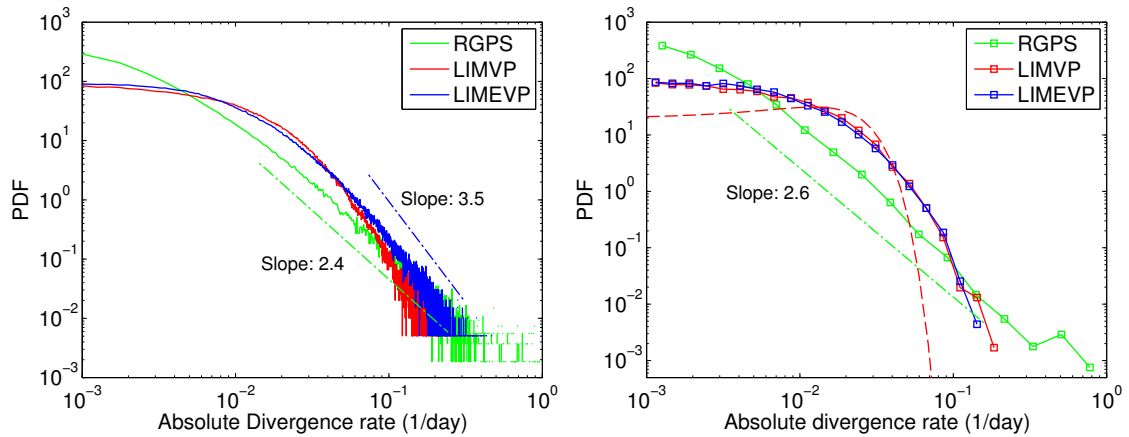 PDF
10^3
10^2
10^1
10^0
10^-1
10^-2
10^-3
RGPS
LIMVP
LIMEVP
Slope: 3.5
Slope: 2.4
10^-3
10^-2
10^-1
10^0
Absolute Divergence rate (1/day)
PDF
10^3
10^2
10^1
10^0
10^-1
10^-2
10^-3
RGPS
LIMVP
LIMEVP
Slope: 2.6
10^-3
10^-2
10^-1
10^0
Absolute divergence rate (1/day)